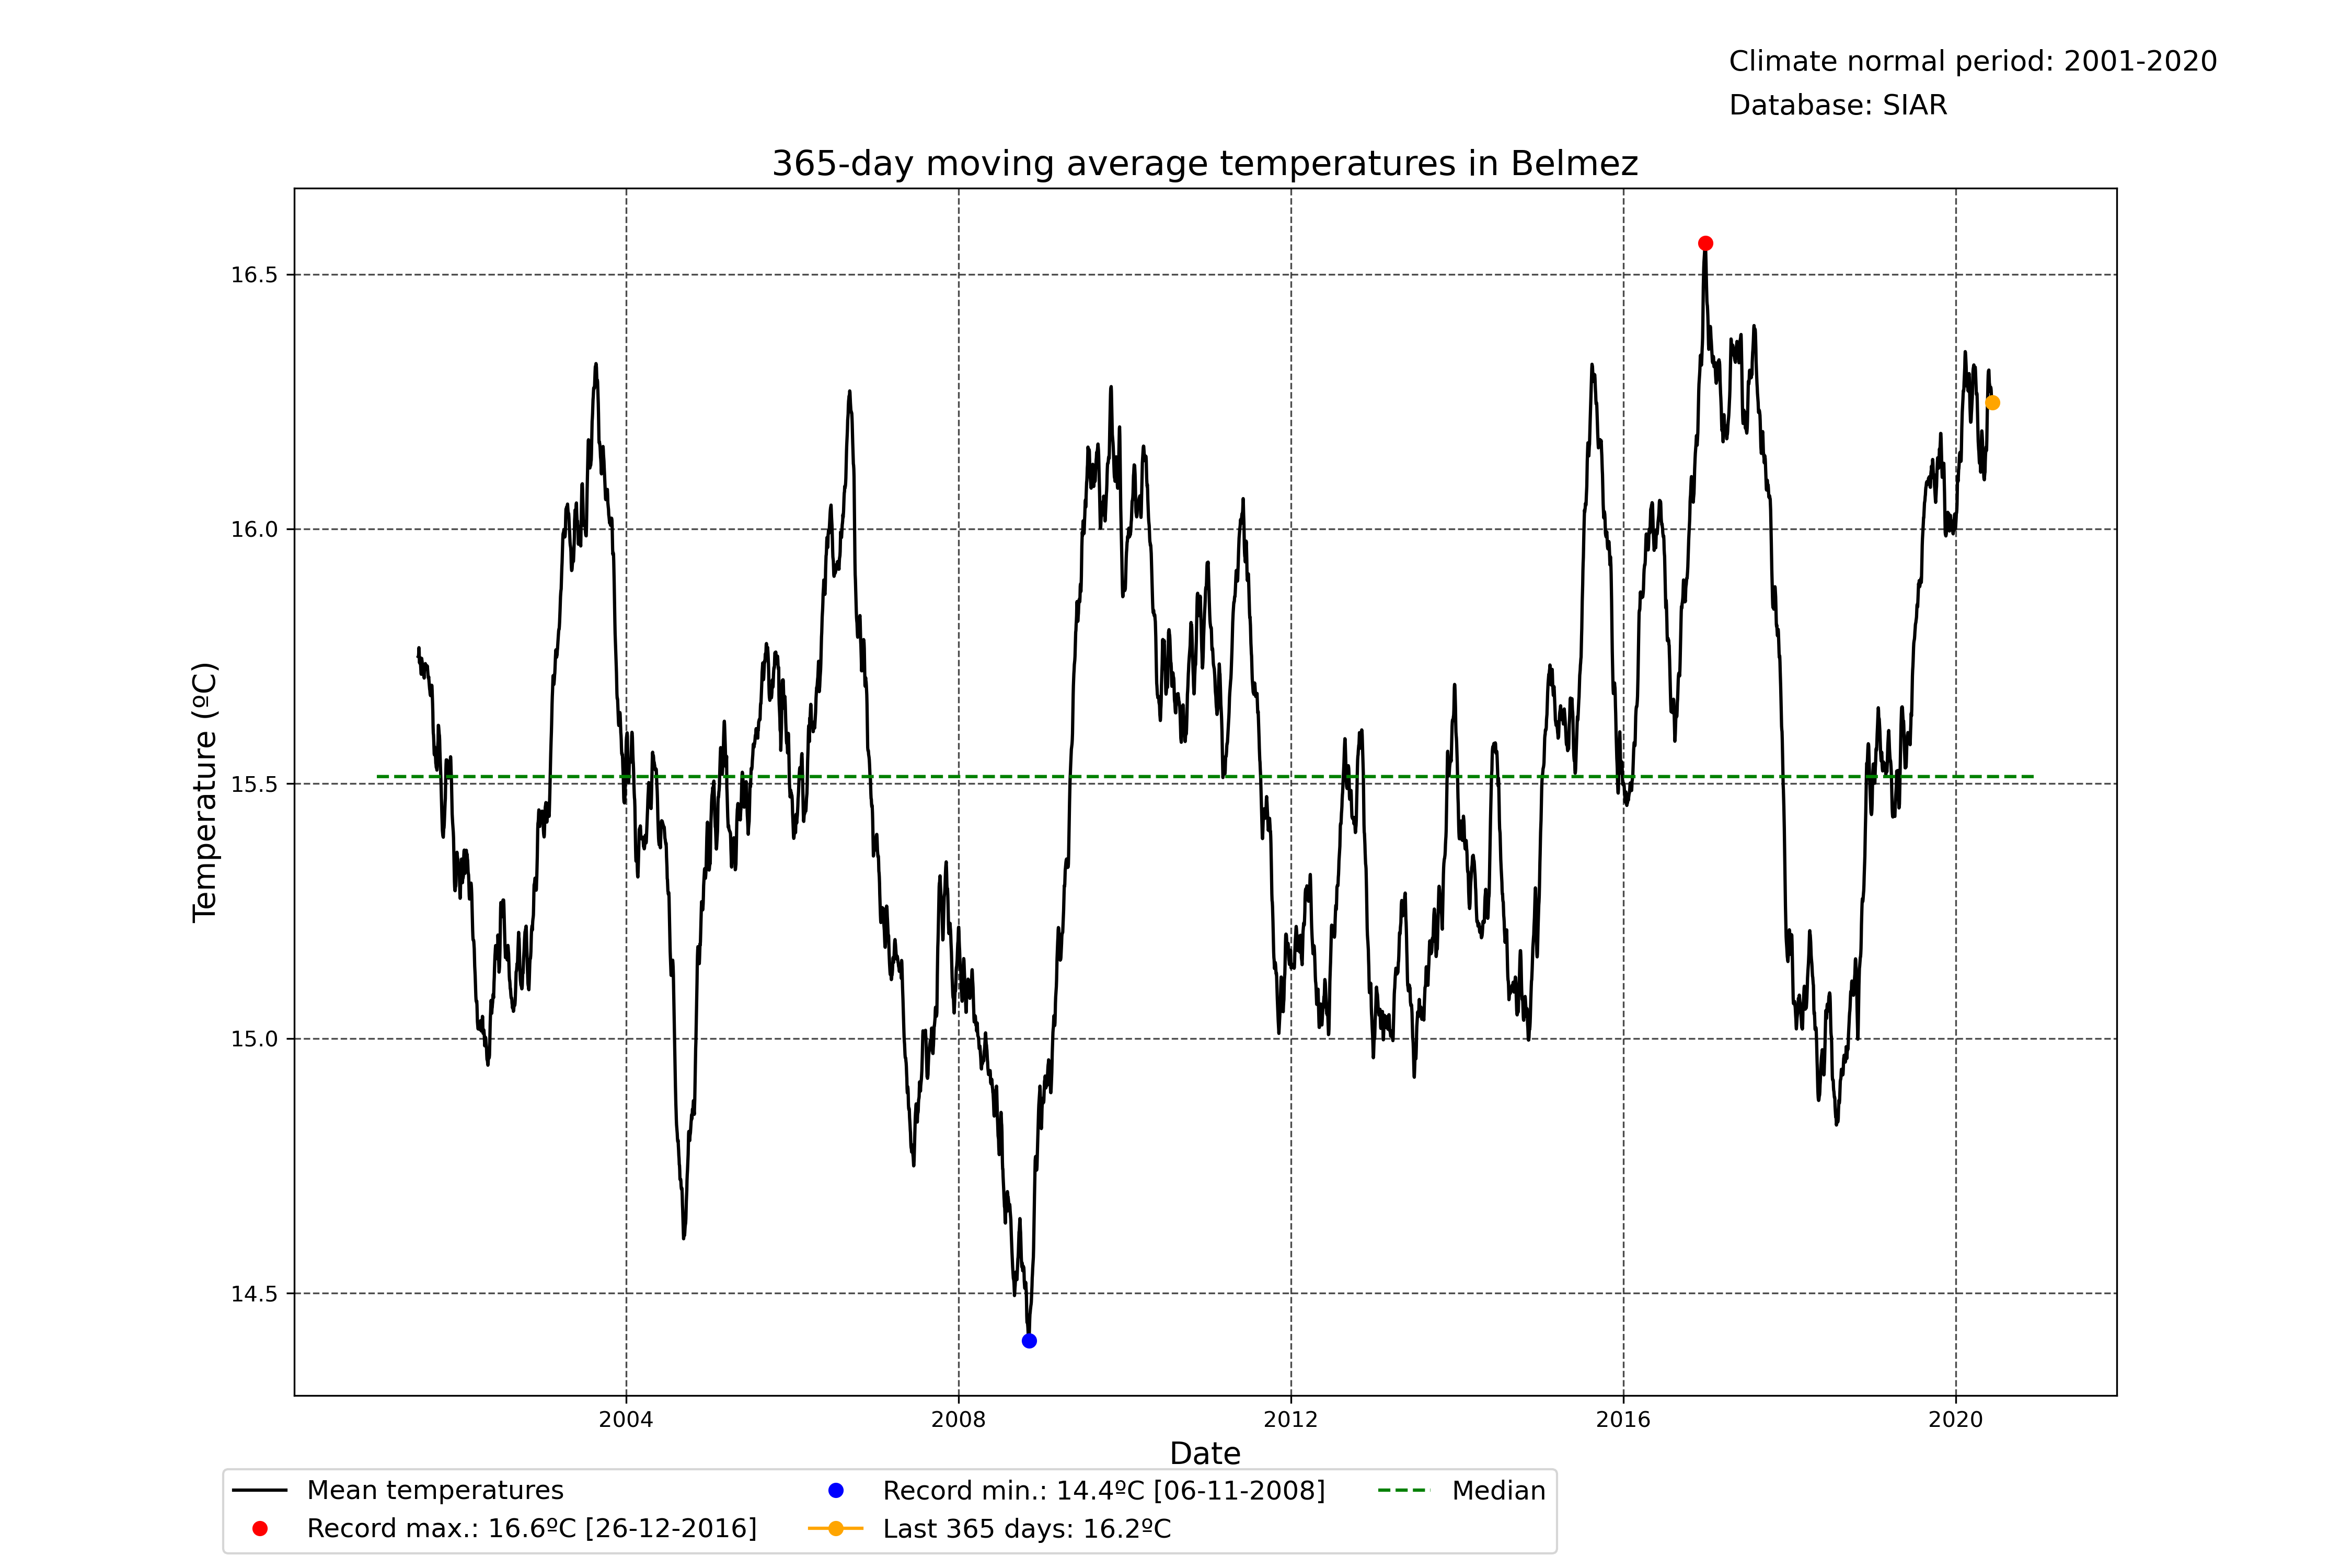 Climate normal period: 2001-2020
Database: SIAR
365-day moving average temperatures in Belmez
Temperature (ºC)
16.5
16.0
15.5
15.0
14.5
2004
2008
2012
2016
2020
Date
Mean temperatures
Record max.: 16.6ºC [26-12-2016]
Record min.: 14.4ºC [06-11-2008]
Last 365 days: 16.2ºC
Median